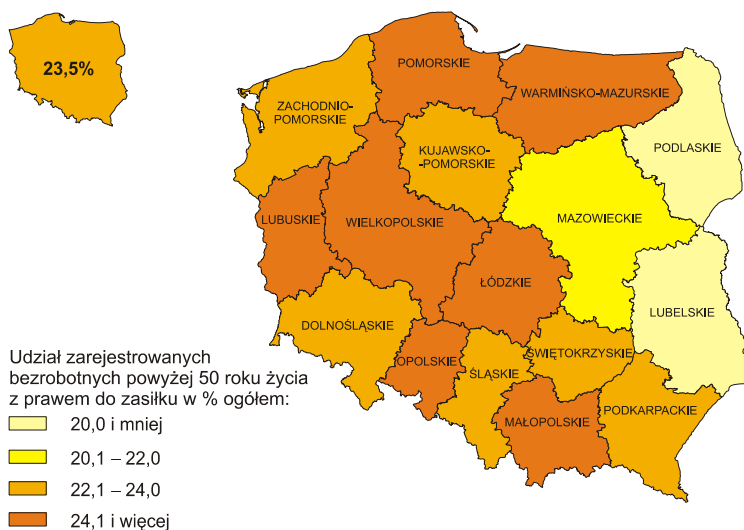 23,5%
POMORSKIE
WARMIŃSKO-MAZURSKIE
ZACHODNIO-
POMORSKIE
KUJAWSKO-
-POMORSKIE
PODLASKIE
LUBUSKIE
WIELKOPOLSKIE
MAZOWIECKIE
ŁÓDZKIE
LUBELSKIE
DOLNOŚLĄSKIE
OPOLSKIE
ŚLĄSKIE
ŚWIĘTOKRZYSKIE
MAŁOPOLSKIE
PODKARPACKIE
Udział zarejestrowanych
bezrobotnych powyżej 50 roku życia
z prawem do zasiłku w % ogółem:
20,0 i mniej
20,1 – 22,0
22,1 – 24,0
24,1 i więcej